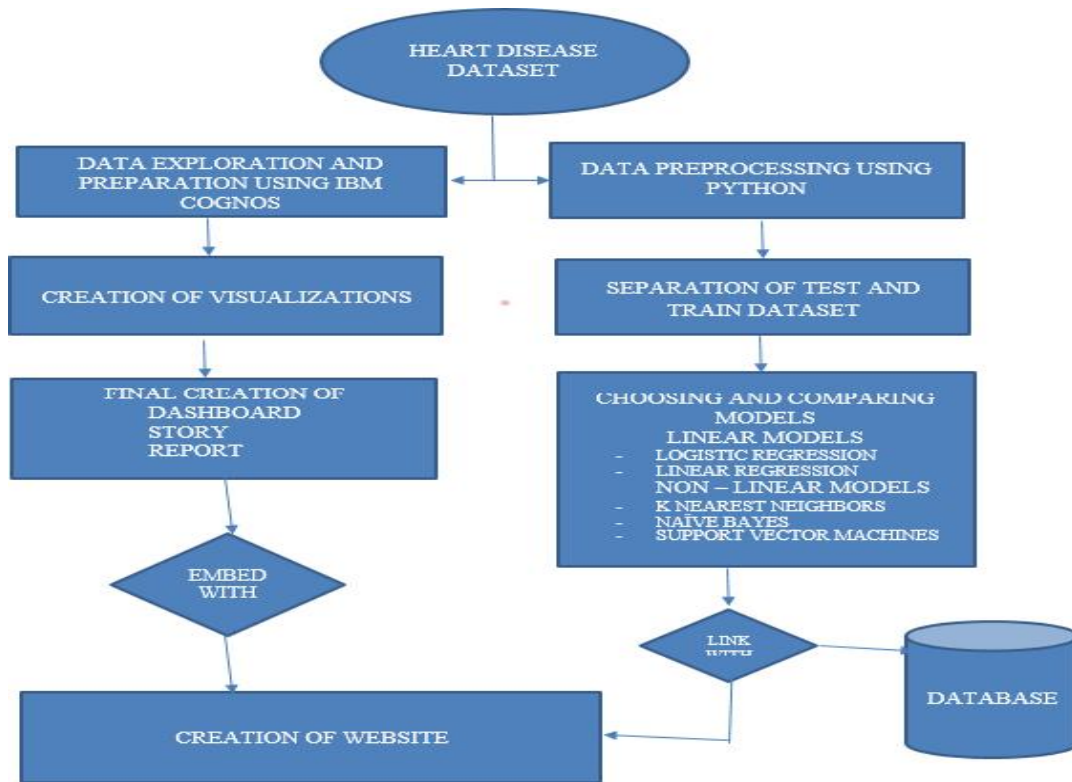 HEART DISEASE
DATASET
DATA EXPLORATION AND
PREPARATION USING IBM
COGNOS
DATA PREPROCESSING USING
PYTHON
CREATION OF VISUALIZATIONS
SEPARATION OF TEST AND
TRAIN DATASET
FINAL CREATION OF
DASHBOARD
STORY
REPORT
CHOOSING AND COMPARING
MODELS
LINEAR MODELS
- LOGISTIC REGRESSION
- LINEAR REGRESSION
NON – LINEAR MODELS
- K NEAREST NEIGHBORS
- NAÏVE BAYES
- SUPPORT VECTOR MACHINES
EMBED
WITH
LINK
WITH
DATABASE
CREATION OF WEBSITE